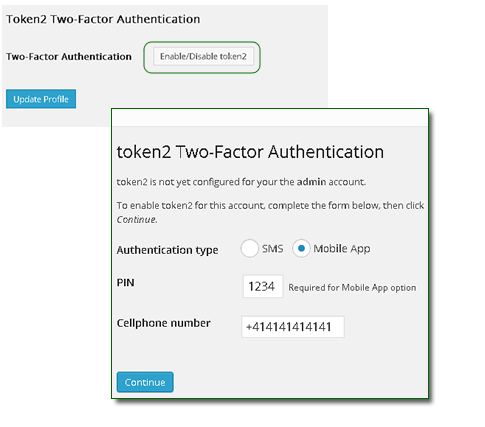 Token2 Two-Factor Authentication
Two-Factor Authentication Enable/Disable token2
Update Profile
token2 Two-Factor Authentication
token2 is not yet configured for your the admin account.
To enable token2 for this account, complete the form below, then click
Continue.
Authentication type SMS Mobile App
PIN 1234 Required for Mobile App option
Cellphone number +414141414141
Continue